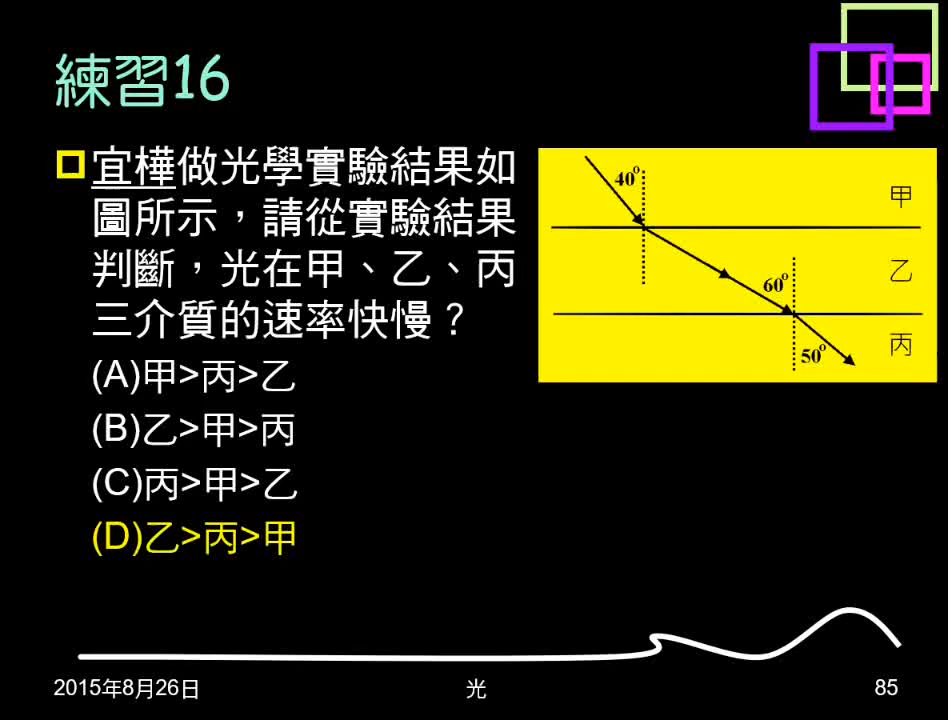 練習16
宜樺做光學實驗結果如
圖所示，請從實驗結果
判斷，光在甲、乙、丙
三介質的速率快慢？
(A)甲>丙>乙
(B)乙>甲>丙
(C)丙>甲>乙
(D)乙>丙>甲
40°
甲
乙
60°
丙
50°
2015年8月26日
光
85